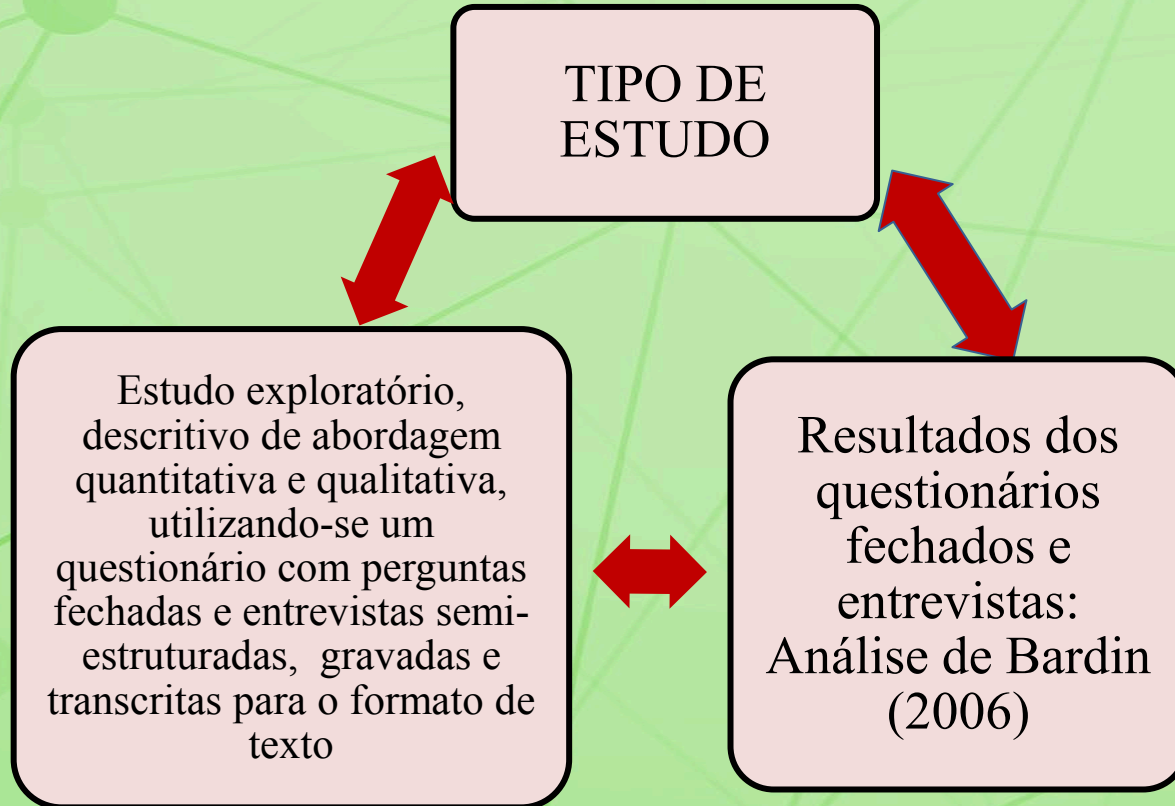 TIPO DE
ESTUDO
Estudo exploratório,
descritivo de abordagem
quantitativa e qualitativa,
utilizando-se um
questionário com perguntas
fechadas e entrevistas semi-
estruturadas, gravadas e
transcritas para o formato de
texto
Resultados dos
questionários
fechados e
entrevistas:
Análise de Bardin
(2006)